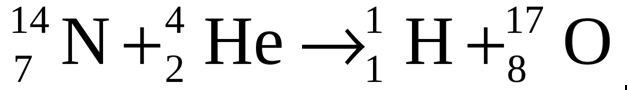 ¹⁴₇N + ⁴₂He → ¹₁H + ¹⁷₈O